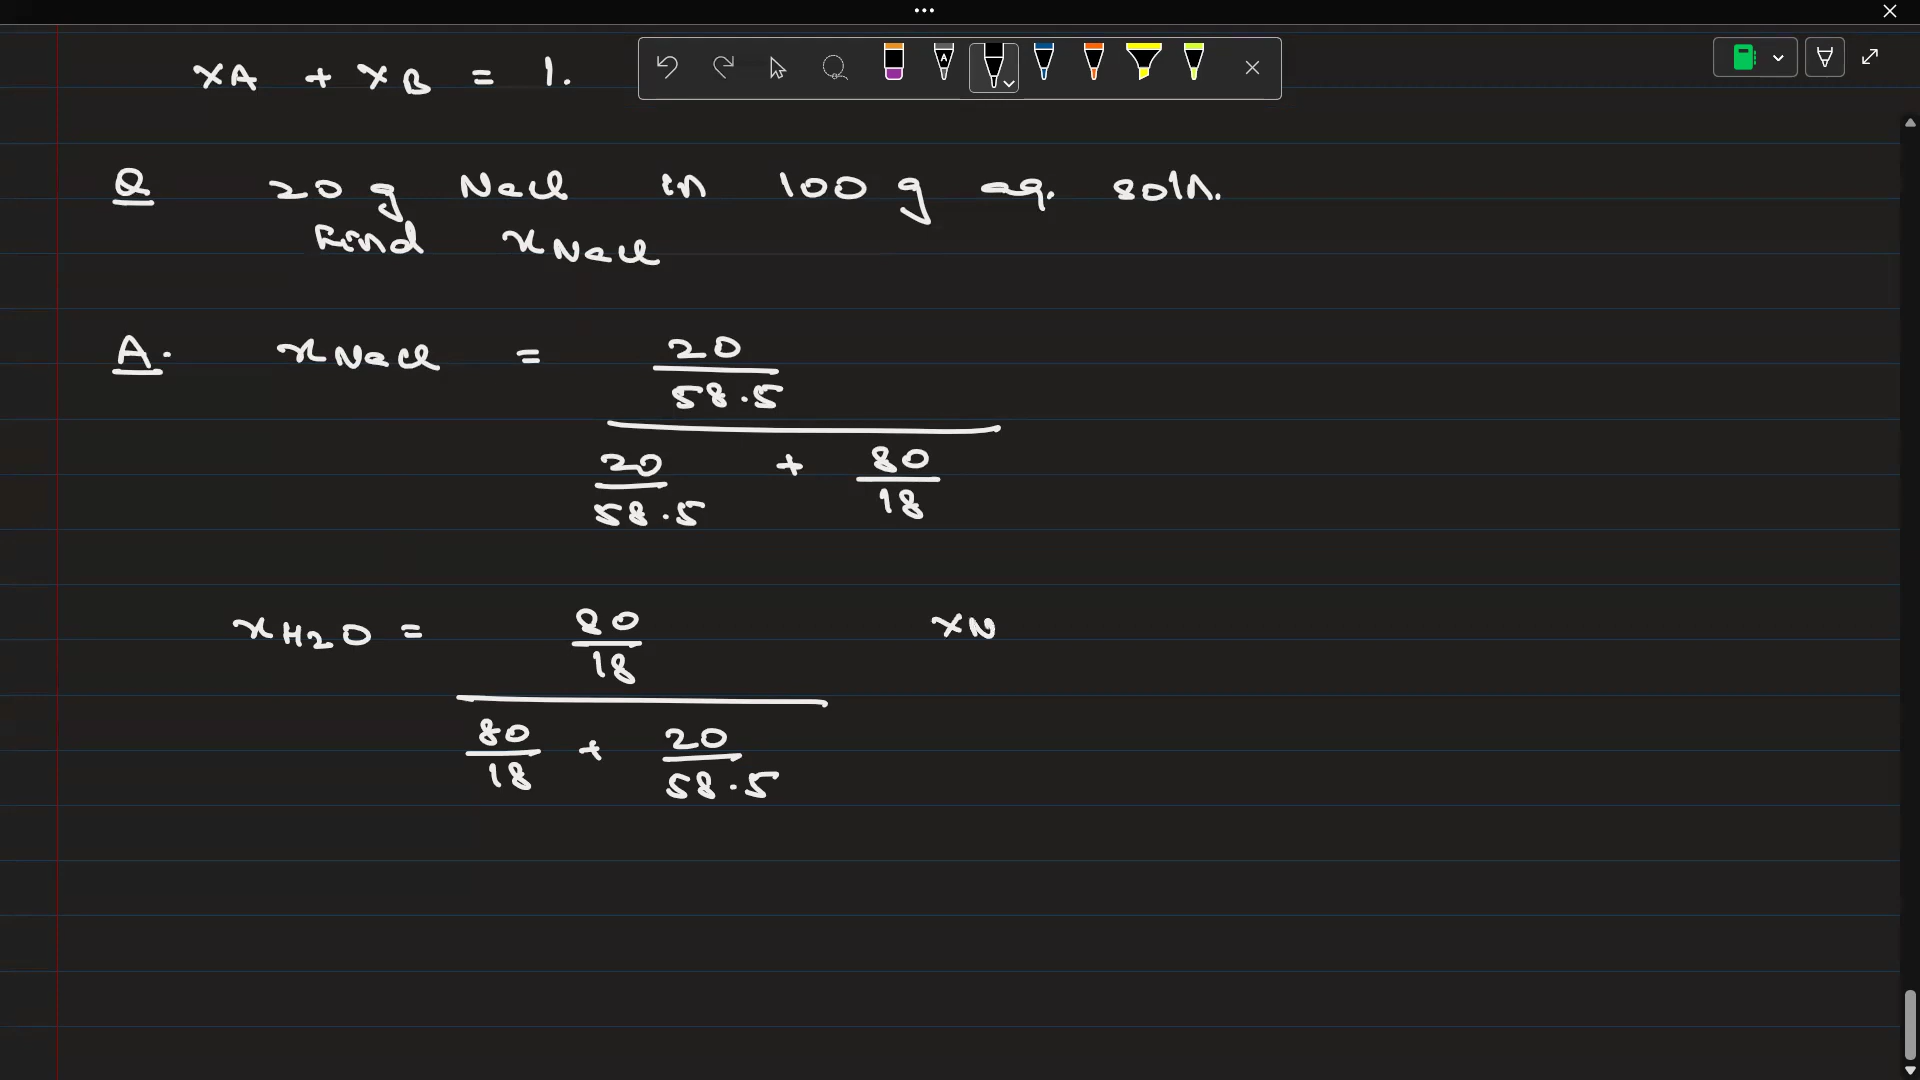 xA + xB = 1.
Q 20 g NaCl in 100 g aq. soln.
Find xNaCl
A. xNaCl = 20
58.5
20 + 80
58.5 18
xH2O = 80 xN
18
80 + 20
18 58.5